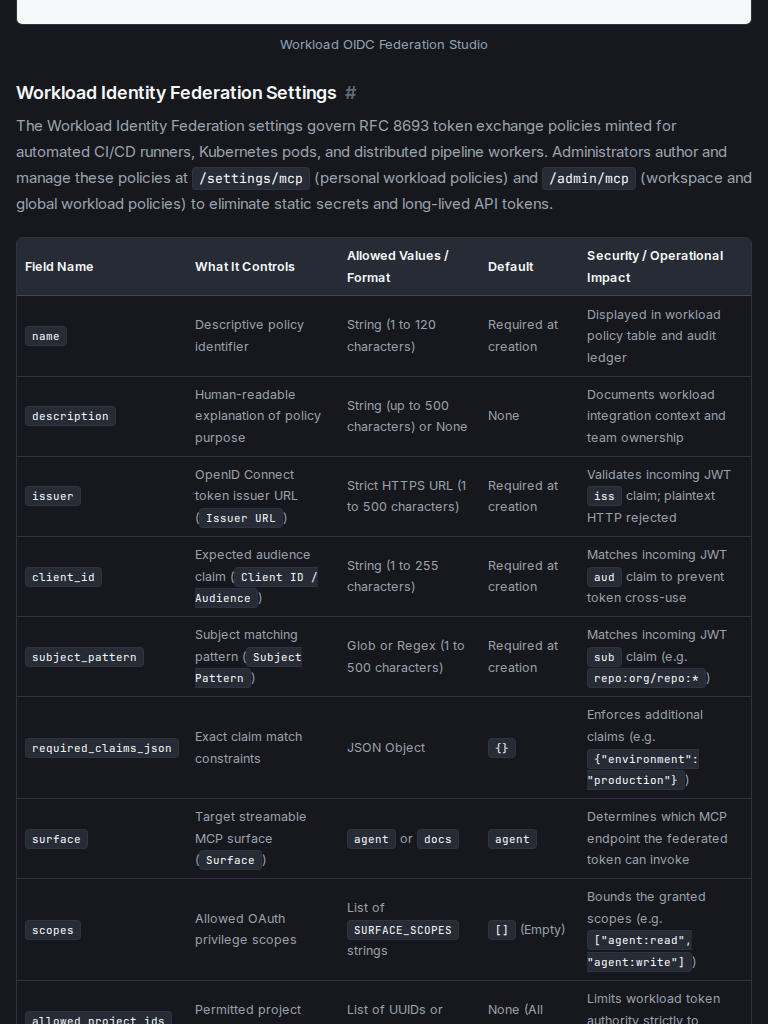 Workload OIDC Federation Studio
Workload Identity Federation Settings #
The Workload Identity Federation settings govern RFC 8693 token exchange policies minted for
automated CI/CD runners, Kubernetes pods, and distributed pipeline workers. Administrators author and
manage these policies at /settings/mcp (personal workload policies) and /admin/mcp (workspace and
global workload policies) to eliminate static secrets and long-lived API tokens.
Field Name
What It Controls
Allowed Values /
Format
Default
Security / Operational
Impact
name
Descriptive policy
identifier
String (1 to 120
characters)
Required at
creation
Displayed in workload
policy table and audit
ledger
description
Human-readable
explanation of policy
purpose
String (up to 500
characters) or None
None
Documents workload
integration context and
team ownership
issuer
OpenID Connect
token issuer URL
(Issuer URL)
Strict HTTPS URL (1
to 500 characters)
Required at
creation
Validates incoming JWT
iss claim; plaintext
HTTP rejected
client_id
Expected audience
claim (Client ID /
Audience)
String (1 to 255
characters)
Required at
creation
Matches incoming JWT
aud claim to prevent
token cross-use
subject_pattern
Subject matching
pattern (Subject
Pattern)
Glob or Regex (1 to
500 characters)
Required at
creation
Matches incoming JWT
sub claim (e.g.
repo:org/repo:*)
required_claims_json
Exact claim match
constraints
JSON Object
{}
Enforces additional
claims (e.g.
{"environment":
"production"})
surface
Target streamable
MCP surface
(Surface)
agent or docs
agent
Determines which MCP
endpoint the federated
token can invoke
scopes
Allowed OAuth
privilege scopes
List of
SURFACE_SCOPES
strings
[] (Empty)
Bounds the granted
scopes (e.g.
["agent:read",
"agent:write"])
allowed_project_ids
Permitted project
List of UUIDs or
None (All
Limits workload token
authority strictly to